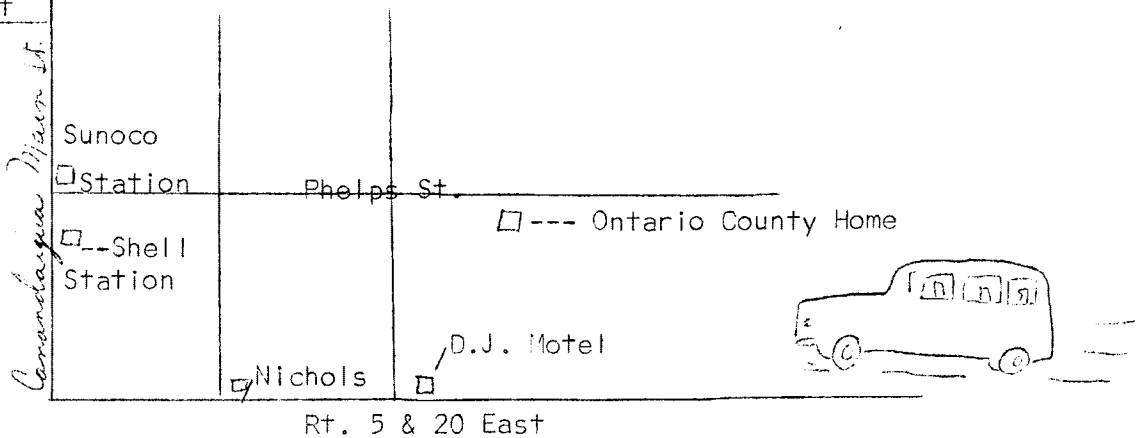 t
Canandaigua Main St.
Sunoco
Station
Phelps St.
--- Ontario County Home
--Shell
Station
D.J. Motel
Nichols
Rt. 5 & 20 East